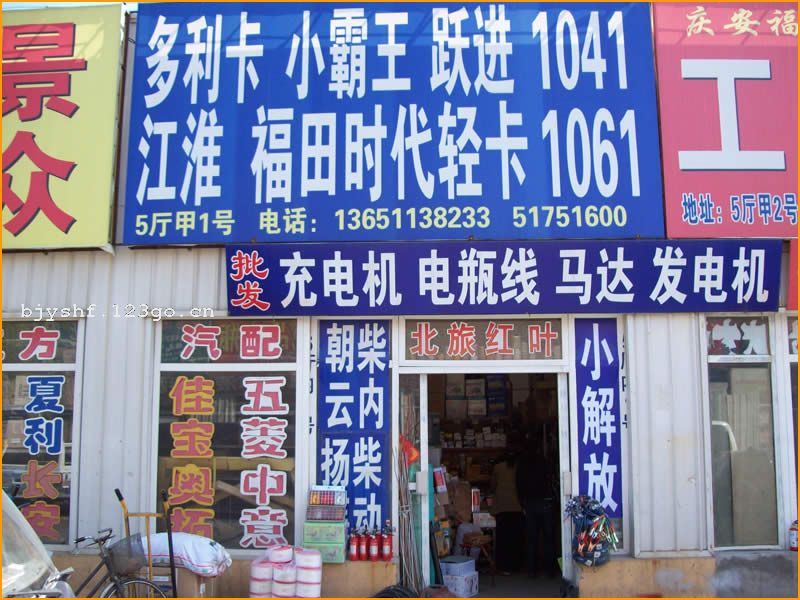 景
众
多利卡 小霸王 跃进 1041
江淮 福田时代轻卡 1061
5厅甲1号 电话：13651138233 51751600
庆安福
工
地址：5厅甲2号
批发 充电机 电瓶线 马达 发电机
bjyshf.123go.cn
方
夏利
长安
汽配
佳宝奥拓
五菱中意
朝云扬
柴内柴动
北旅红叶
小解放